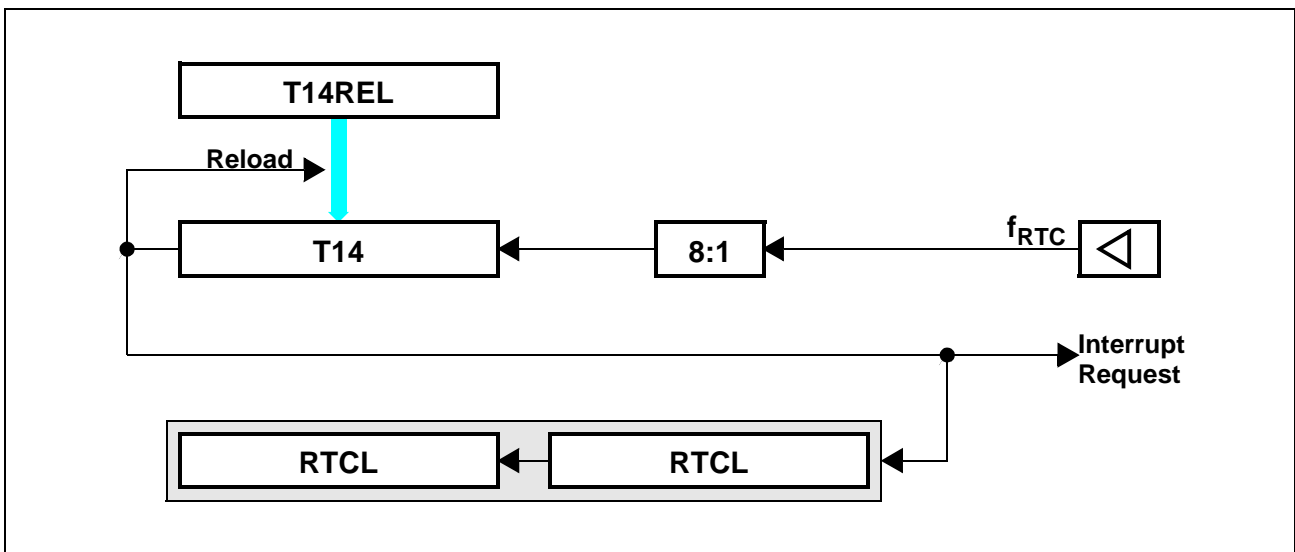 T14REL
Reload
T14
8:1
fRTC
Interrupt
Request
RTCL
RTCL